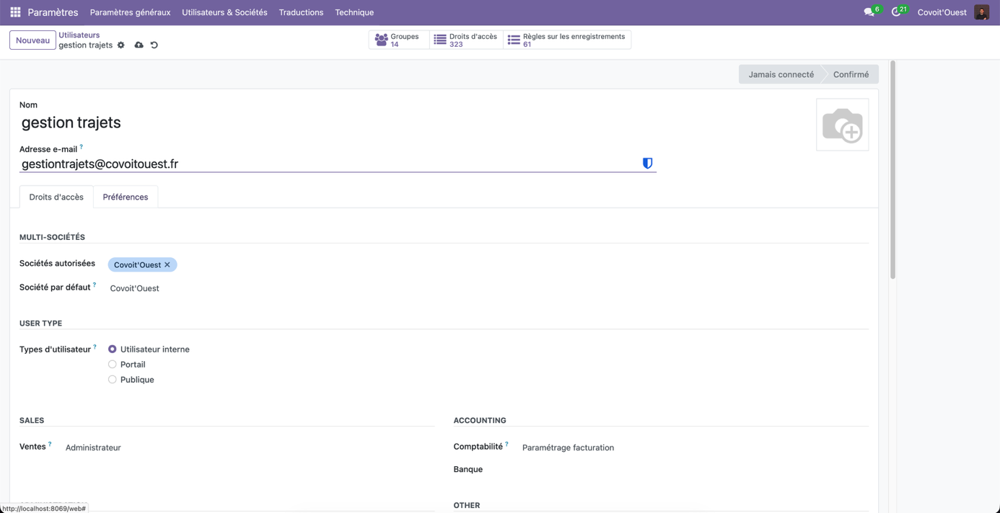 Paramètres Paramètres généraux Utilisateurs & Sociétés Traductions Technique 6 21 Covoit'Ouest
Nouveau
Utilisateurs
gestion trajets
Groupes
14
Droits d'accès
323
Règles sur les enregistrements
61
Jamais connecté Confirmé
Nom
gestion trajets
Adresse e-mail ?
gestiontrajets@covoitouest.fr
Droits d'accès Préférences
MULTI-SOCIÉTÉS
Sociétés autorisées Covoit'Ouest
Société par défaut ? Covoit'Ouest
USER TYPE
Types d'utilisateur ? Utilisateur interne
Portail
Publique
SALES
Ventes ? Administrateur
ACCOUNTING
Comptabilité ? Paramétrage facturation
Banque
OTHER
http://localhost:8069/web#